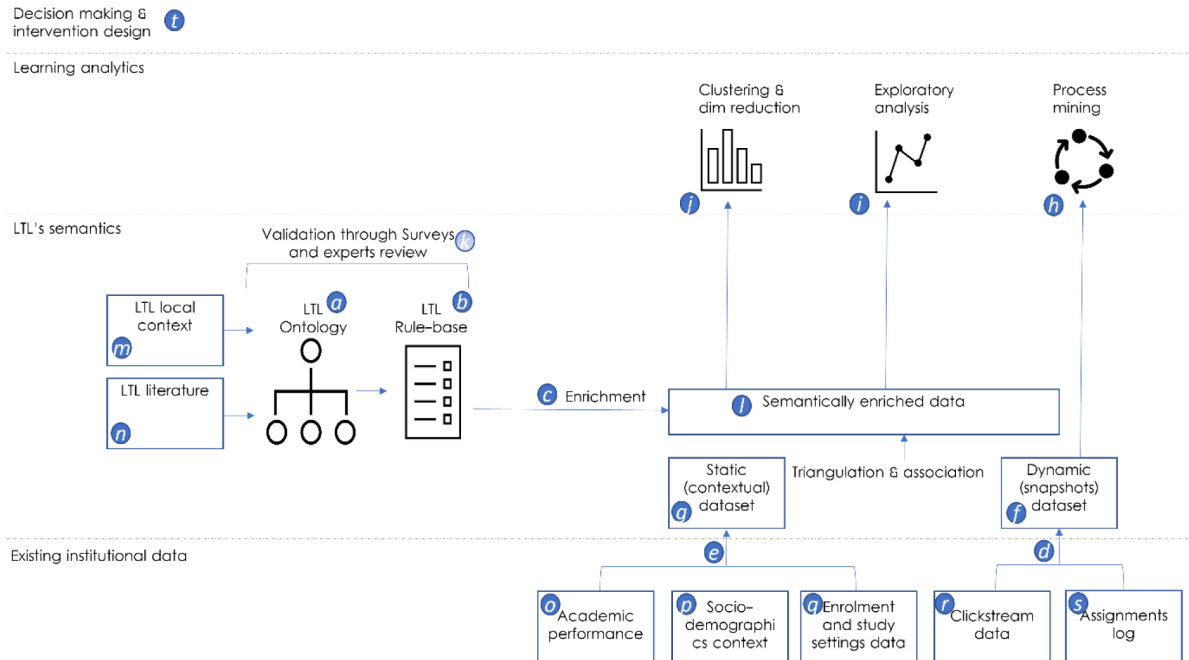 Decision making &
intervention design t
Learning analytics
Clustering &
dim reduction
j
Exploratory
analysis
i
Process
mining
h
LTL's semantics
Validation through Surveys k
and experts review
LTL local
context
m
LTL literature
n
LTL a
Ontology
LTL b
Rule-base
c Enrichment
l Semantically enriched data
Triangulation & association
Static
(contextual)
g dataset
Dynamic
(snapshots)
f dataset
Existing institutional data
e
d
o Academic
performance
p Socio-
demographi
cs context
q Enrolment
and study
settings data
r Clickstream
data
s Assignments
log